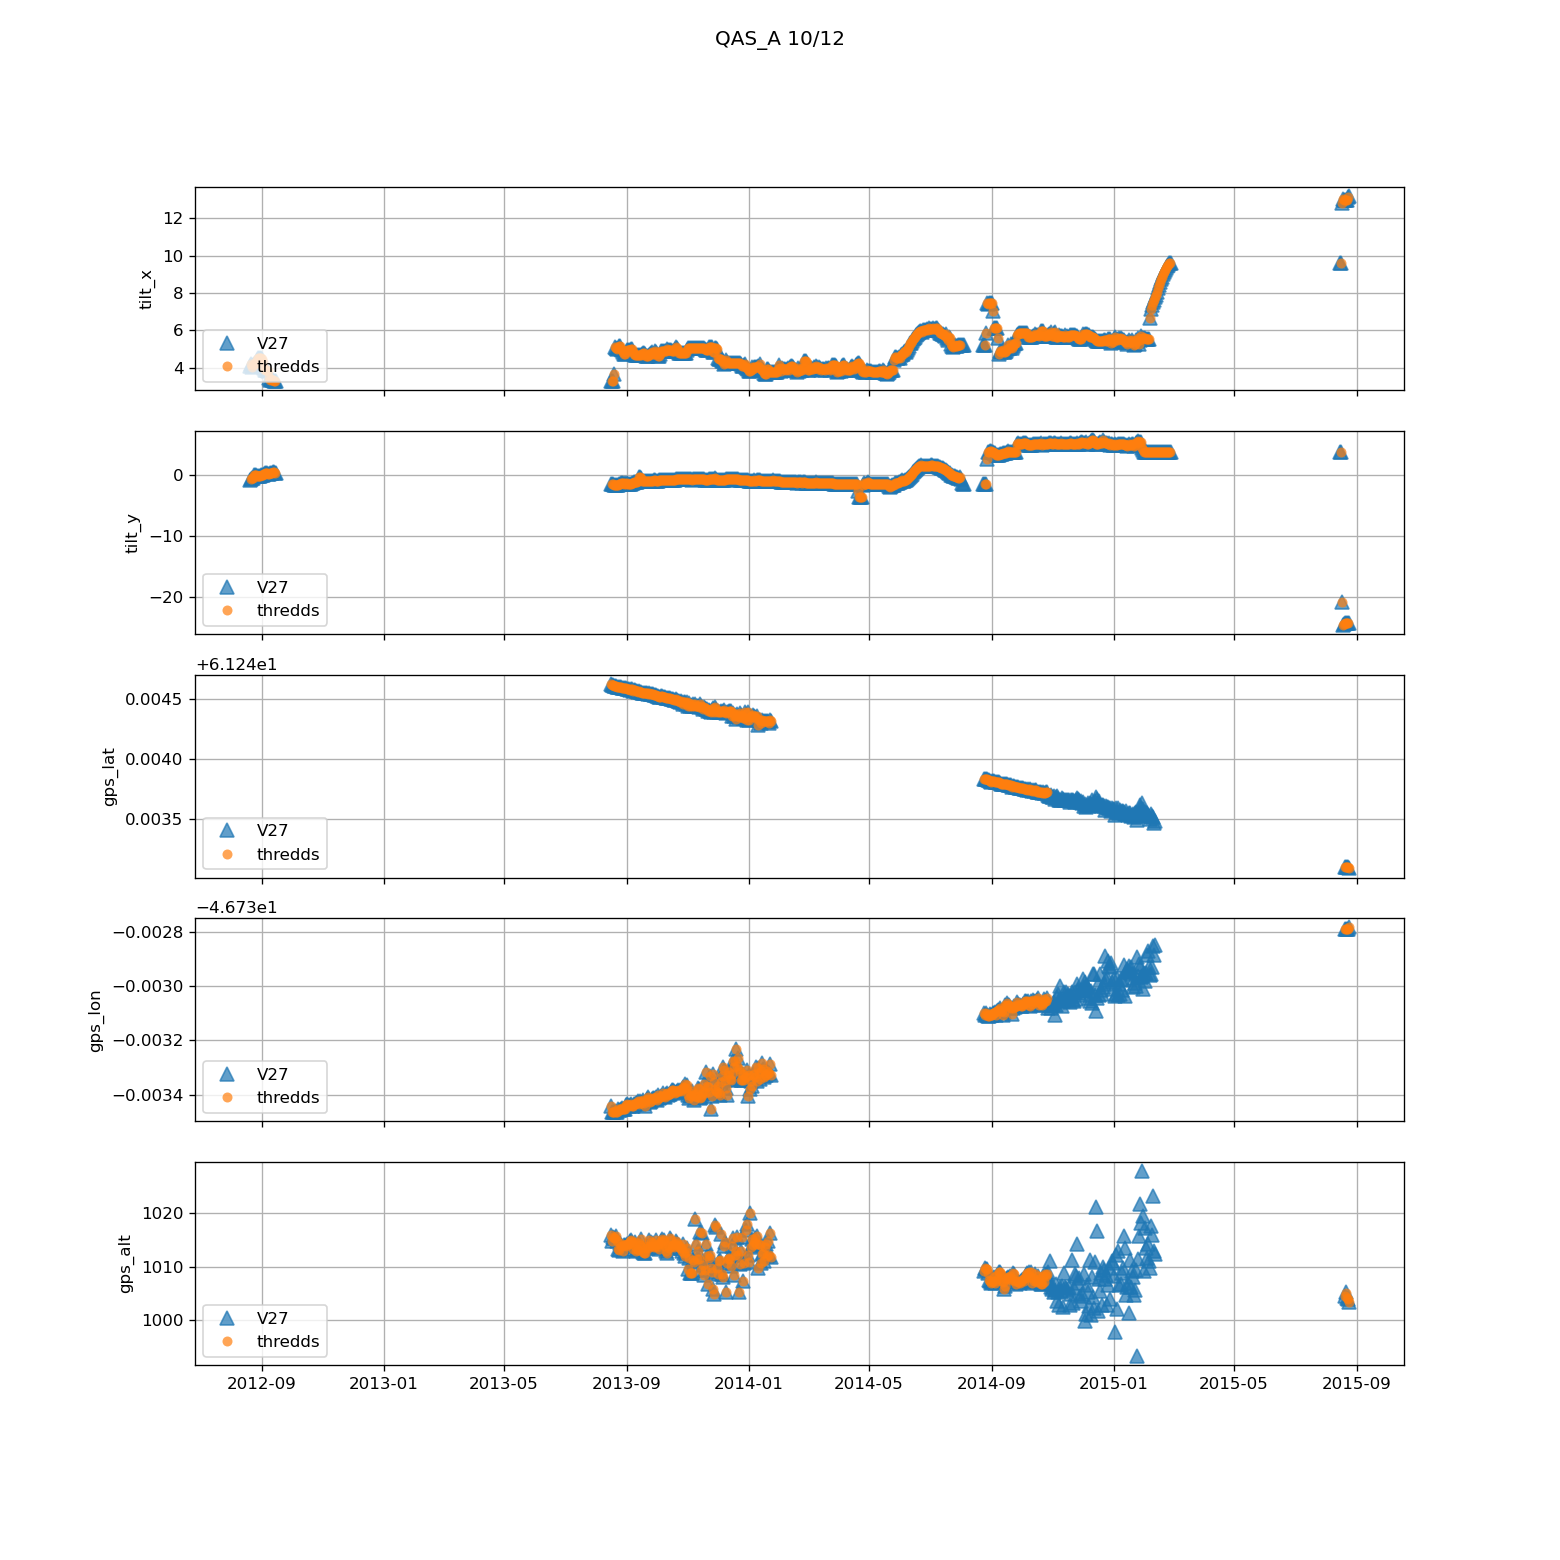 QAS_A 10/12
12
10
8
6
4
tilt_x
V27
thredds
0
−10
−20
tilt_y
V27
thredds
+6.124e1
0.0045
0.0040
0.0035
gps_lat
V27
thredds
−4.673e1
−0.0028
−0.0030
−0.0032
−0.0034
gps_lon
V27
thredds
1020
1010
1000
gps_alt
V27
thredds
2012-09 2013-01 2013-05 2013-09 2014-01 2014-05 2014-09 2015-01 2015-05 2015-09